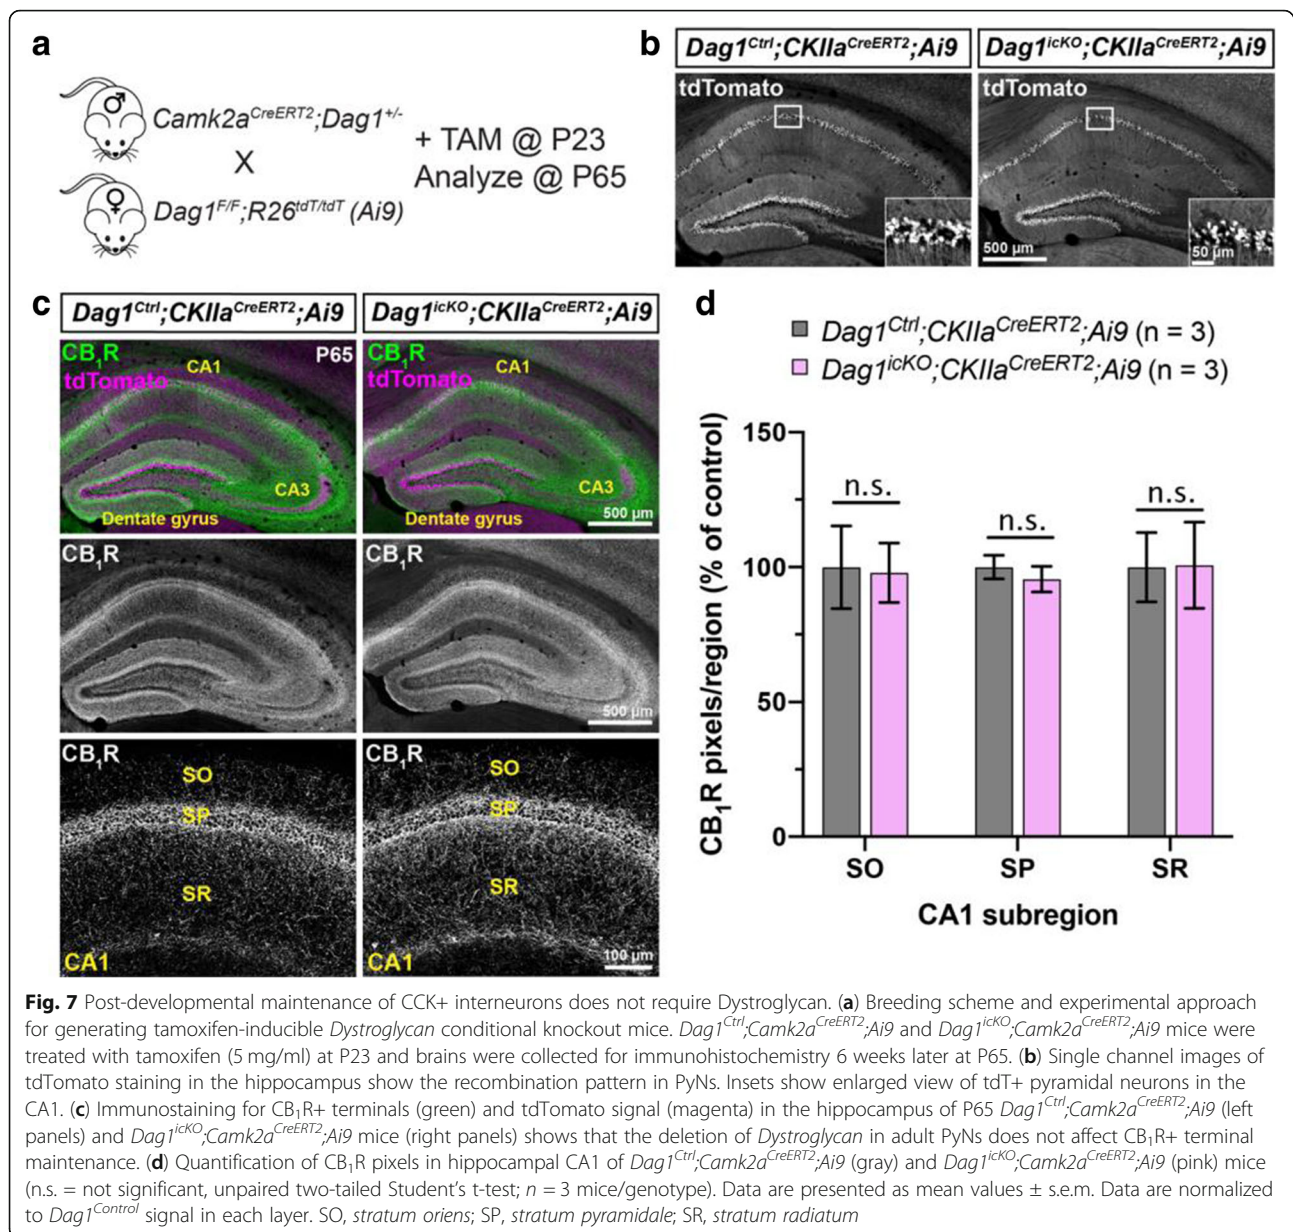 a
♂
Camk2a^CreERT2;Dag1^+/-
X
♀
Dag1^F/F;R26^tdT/tdT (Ai9)
+ TAM @ P23
Analyze @ P65
b
Dag1^Ctrl;CKIIa^CreERT2;Ai9
Dag1^icKO;CKIIa^CreERT2;Ai9
tdTomato
tdTomato
500 µm
50 µm
c
Dag1^Ctrl;CKIIa^CreERT2;Ai9
Dag1^icKO;CKIIa^CreERT2;Ai9
CB₁R
P65
tdTomato
CA1
CA3
Dentate gyrus
CB₁R
tdTomato
CA1
CA3
Dentate gyrus
500 µm
CB₁R
CB₁R
500 µm
CB₁R
SO
SP
SR
CA1
CB₁R
SO
SP
SR
CA1
100 µm
d
Dag1^Ctrl;CKIIa^CreERT2;Ai9 (n = 3)
Dag1^icKO;CKIIa^CreERT2;Ai9 (n = 3)
CB₁R pixels/region (% of control)
150
100
50
0
n.s.
n.s.
n.s.
SO
SP
SR
CA1 subregion
Fig. 7 Post-developmental maintenance of CCK+ interneurons does not require Dystroglycan. (a) Breeding scheme and experimental approach
for generating tamoxifen-inducible Dystroglycan conditional knockout mice. Dag1^Ctrl;Camk2a^CreERT2;Ai9 and Dag1^icKO;Camk2a^CreERT2;Ai9 mice were
treated with tamoxifen (5 mg/ml) at P23 and brains were collected for immunohistochemistry 6 weeks later at P65. (b) Single channel images of
tdTomato staining in the hippocampus show the recombination pattern in PyNs. Insets show enlarged view of tdT+ pyramidal neurons in the
CA1. (c) Immunostaining for CB₁R+ terminals (green) and tdTomato signal (magenta) in the hippocampus of P65 Dag1^Ctrl;Camk2a^CreERT2;Ai9 (left
panels) and Dag1^icKO;Camk2a^CreERT2;Ai9 mice (right panels) shows that the deletion of Dystroglycan in adult PyNs does not affect CB₁R+ terminal
maintenance. (d) Quantification of CB₁R pixels in hippocampal CA1 of Dag1^Ctrl;Camk2a^CreERT2;Ai9 (gray) and Dag1^icKO;Camk2a^CreERT2;Ai9 (pink) mice
(n.s. = not significant, unpaired two-tailed Student's t-test; n = 3 mice/genotype). Data are presented as mean values ± s.e.m. Data are normalized
to Dag1^Control signal in each layer. SO, stratum oriens; SP, stratum pyramidale; SR, stratum radiatum